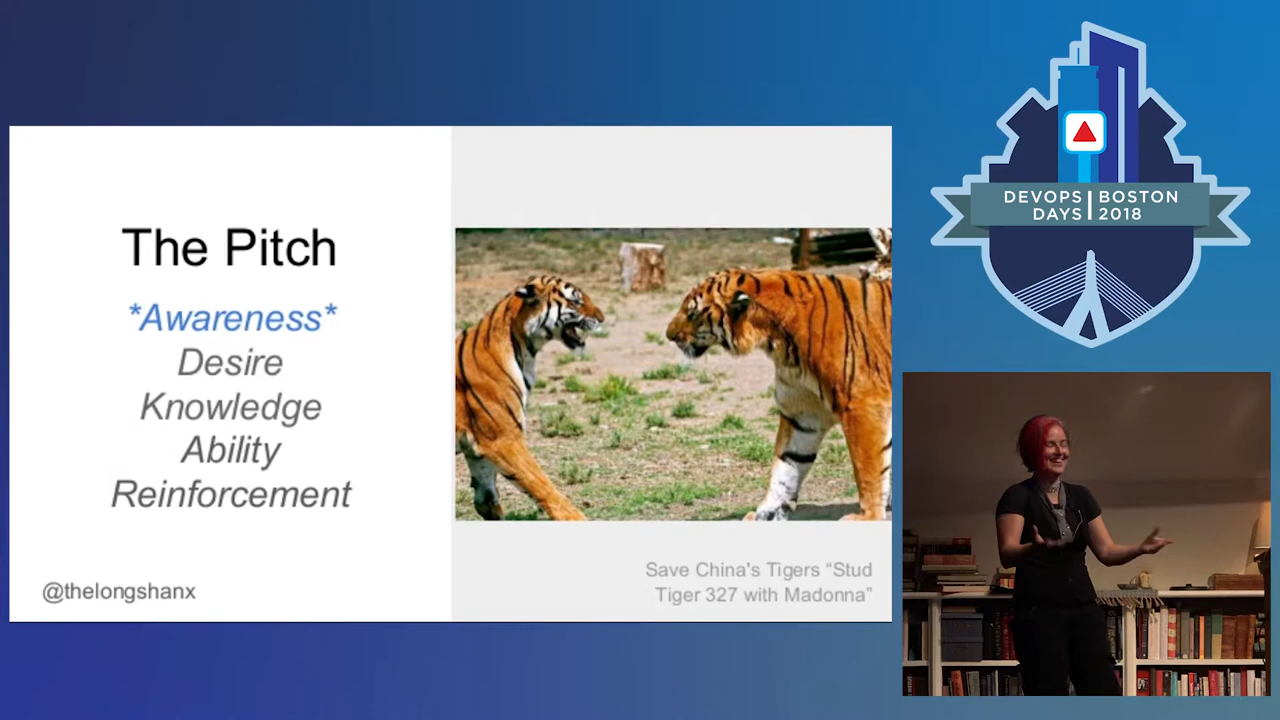 The Pitch
*Awareness*
Desire
Knowledge
Ability
Reinforcement
@thelongshanx
Save China's Tigers “Stud
Tiger 327 with Madonna”
DEVOPS BOSTON
DAYS 2018